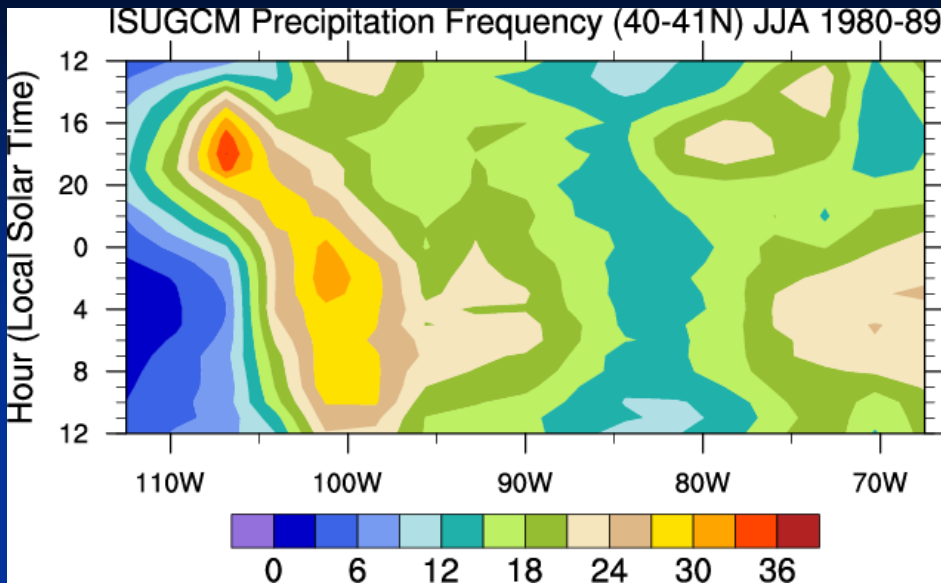 ISUGCM Precipitation Frequency (40-41N) JJA 1980-89
Hour (Local Solar Time)
12
16
20
0
4
8
12
110W 100W 90W 80W 70W
0 6 12 18 24 30 36